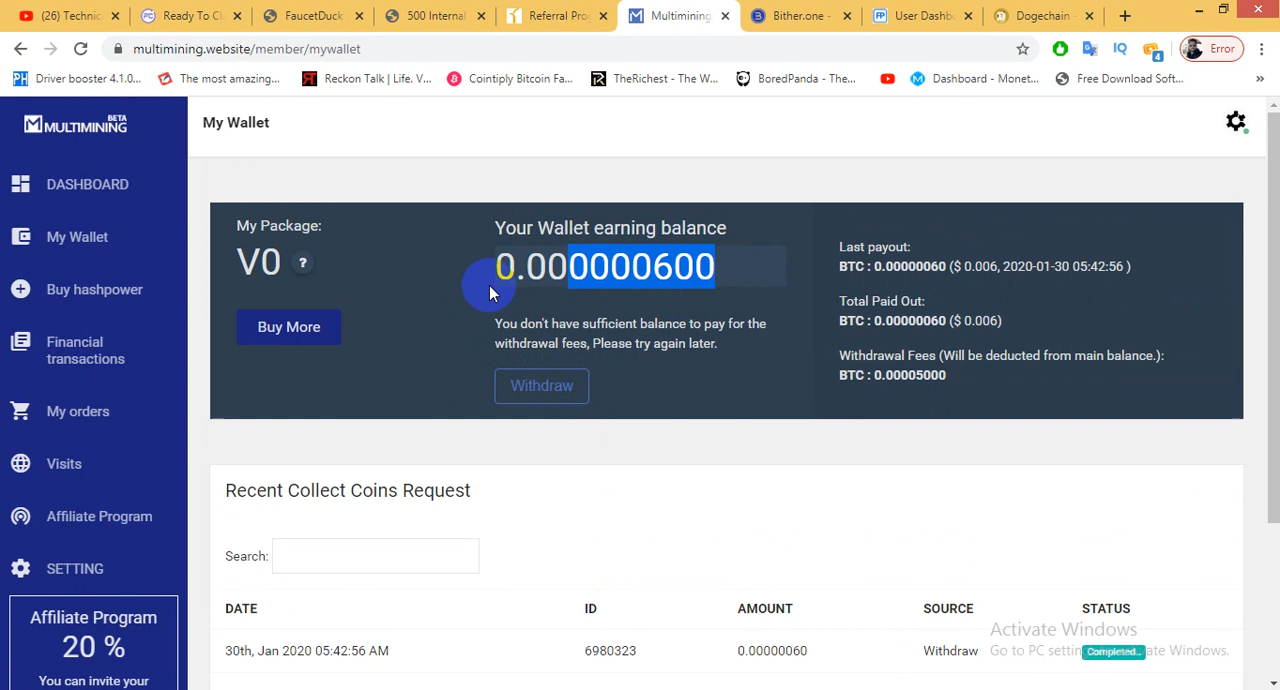 (26) Technic
Ready To Cl
FaucetDuck
500 Internal
Referral Pro
Multimining
Bither.one -
User Dashb
Dogechain -
multimining.website/member/mywallet
Error
Driver booster 4.1.0...
The most amazing...
Reckon Talk | Life. V...
Cointiply Bitcoin Fa...
TheRichest - The W...
BoredPanda - The...
Dashboard - Monet...
Free Download Soft...
MULTIMINING BETA
My Wallet
DASHBOARD
My Wallet
Buy hashpower
Financial
transactions
My orders
Visits
Affiliate Program
SETTING
Affiliate Program
20 %
You can invite your
My Package:
V0 ?
Buy More
Your Wallet earning balance
0.000000600
You don't have sufficient balance to pay for the
withdrawal fees, Please try again later.
Withdraw
Last payout:
BTC : 0.00000060 ($ 0.006, 2020-01-30 05:42:56 )
Total Paid Out:
BTC : 0.00000060 ($ 0.006)
Withdrawal Fees (Will be deducted from main balance.):
BTC : 0.00005000
Recent Collect Coins Request
Search:
DATE ID AMOUNT SOURCE STATUS
30th, Jan 2020 05:42:56 AM 6980323 0.00000060 Withdraw Completed..
Activate Windows
Go to PC settin ate Windows.